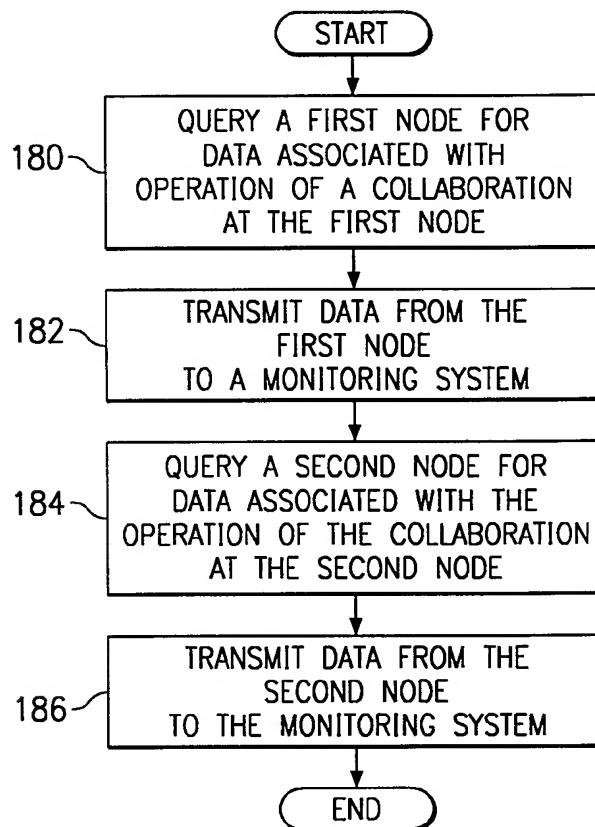 START
QUERY A FIRST NODE FOR
DATA ASSOCIATED WITH
OPERATION OF A COLLABORATION
AT THE FIRST NODE
180
TRANSMIT DATA FROM THE
FIRST NODE
TO A MONITORING SYSTEM
182
QUERY A SECOND NODE FOR
DATA ASSOCIATED WITH THE
OPERATION OF THE COLLABORATION
AT THE SECOND NODE
184
TRANSMIT DATA FROM THE
SECOND NODE
TO THE MONITORING SYSTEM
186
END